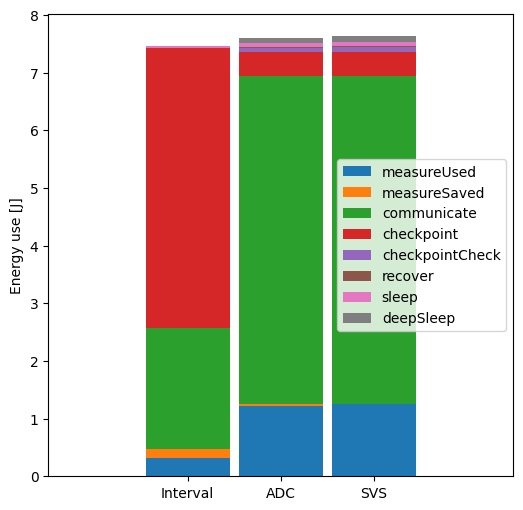 Energy use [J]
8
7
6
5
4
3
2
1
0
measureUsed
measureSaved
communicate
checkpoint
checkpointCheck
recover
sleep
deepSleep
Interval ADC SVS